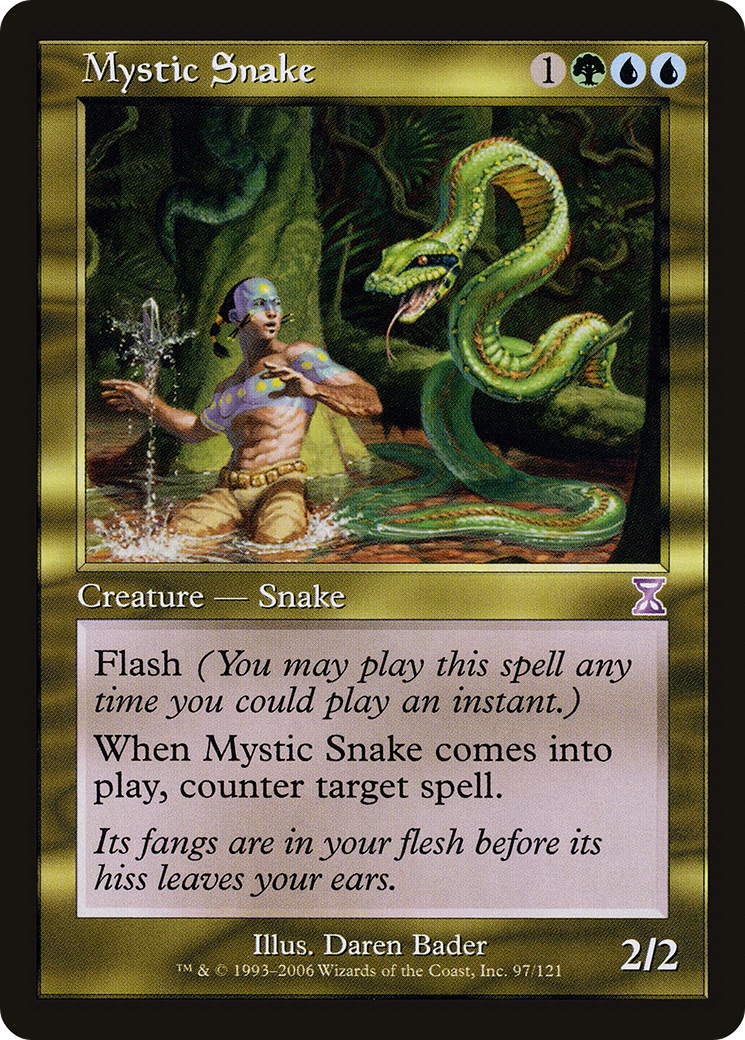 Mystic Snake 1
Creature — Snake
Flash (You may play this spell any
time you could play an instant.)
When Mystic Snake comes into
play, counter target spell.
Its fangs are in your flesh before its
hiss leaves your ears.
Illus. Daren Bader
™ & © 1993–2006 Wizards of the Coast, Inc. 97/121
2/2